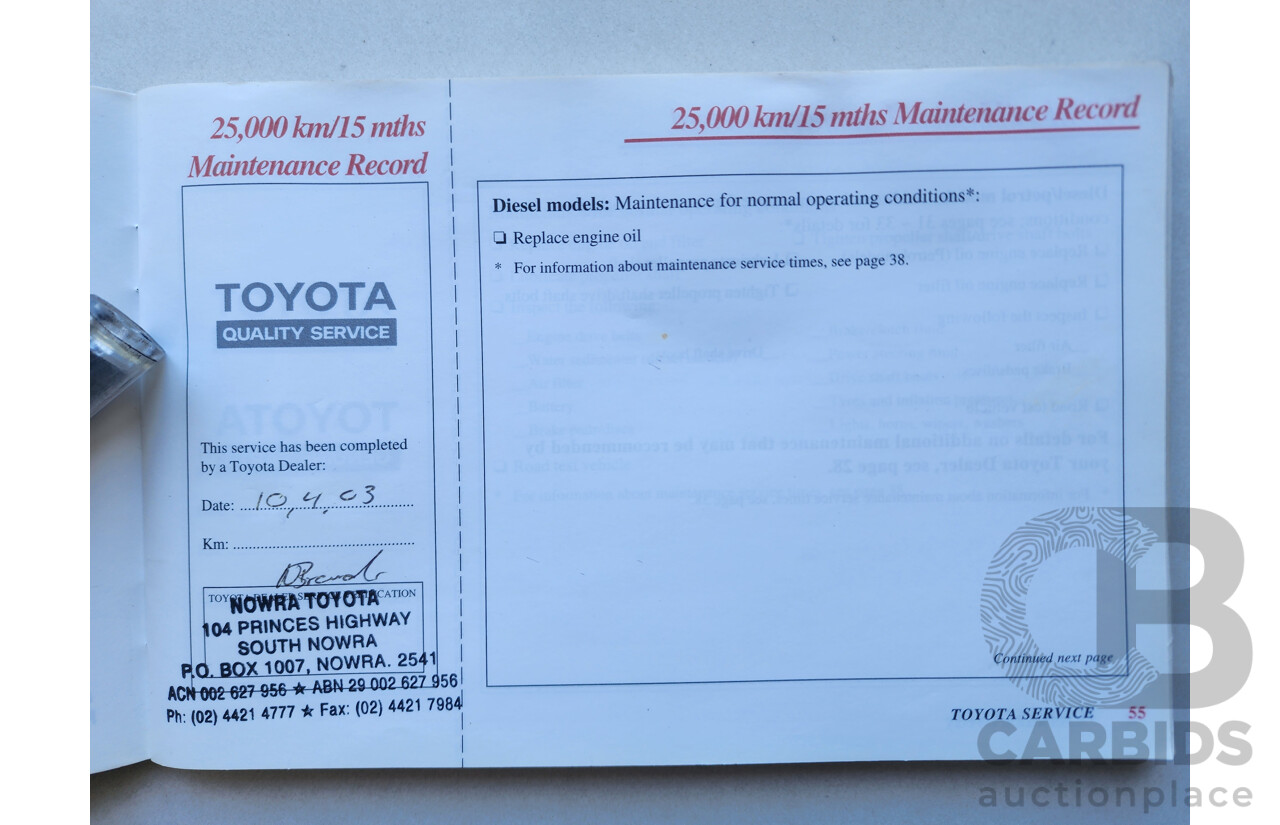 25,000 km/15 mths
Maintenance Record
TOYOTA
QUALITY SERVICE
This service has been completed
by a Toyota Dealer:
Date: 10,4,03
Km:
NOWRA TOYOTA
104 PRINCES HIGHWAY
SOUTH NOWRA
P.O. BOX 1007, NOWRA. 2541
ACN 002 627 956 ★ ABN 29 002 627 956
Ph: (02) 4421 4777 ★ Fax: (02) 4421 7984
25,000 km/15 mths Maintenance Record
Diesel models: Maintenance for normal operating conditions*:
❏ Replace engine oil
* For information about maintenance service times, see page 38.
Continued next page
TOYOTA SERVICE 55
CARBIDS
auctionplace